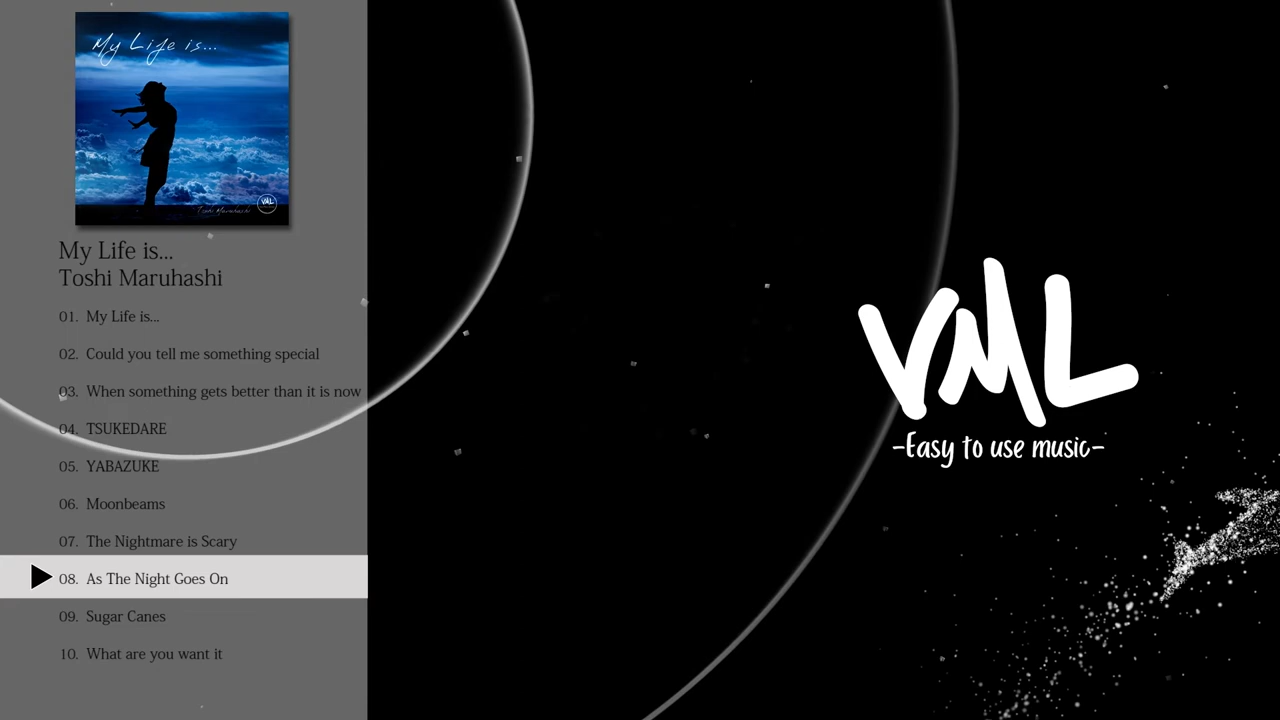 My Life is...
VML
Toshi Maruhashi
My Life is...
Toshi Maruhashi
01. My Life is...
02. Could you tell me something special
03. When something gets better than it is now
04. TSUKEDARE
05. YABAZUKE
06. Moonbeams
07. The Nightmare is Scary
08. As The Night Goes On
09. Sugar Canes
10. What are you want it
VML
-Easy to use music-